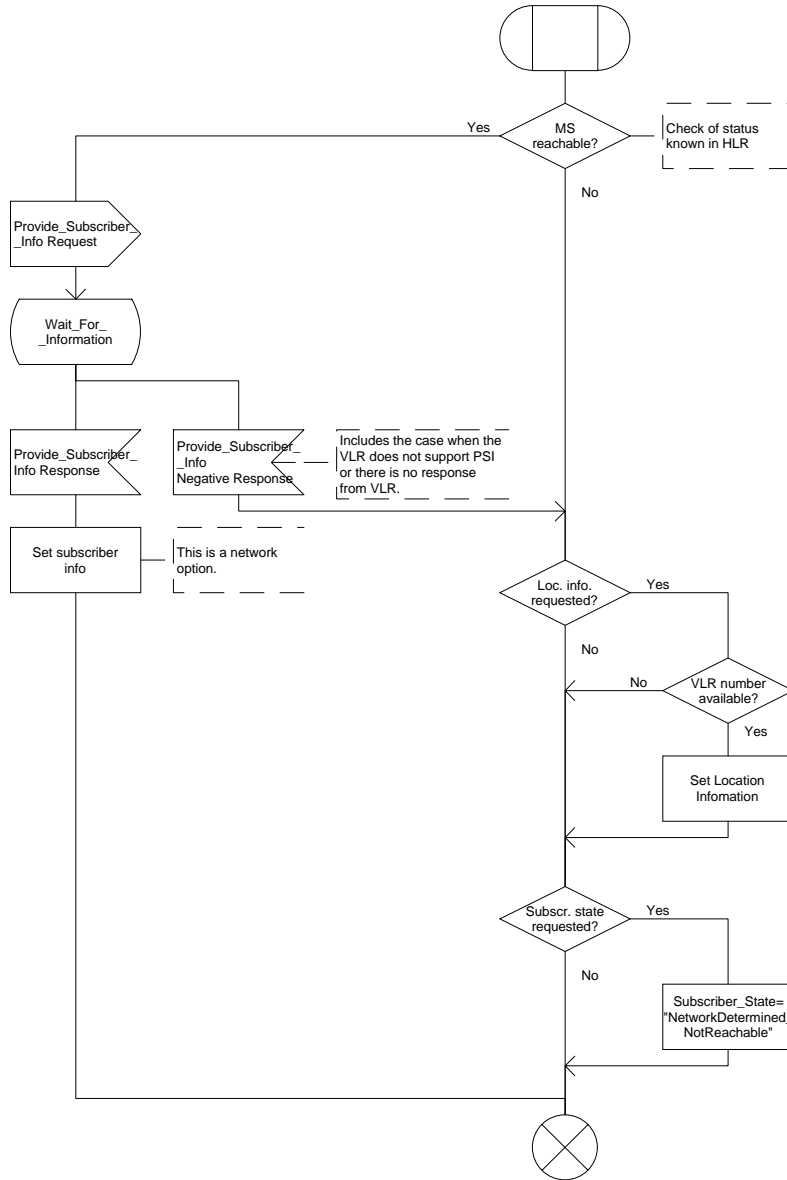 MS
reachable?
Yes
Check of status
known in HLR
No
Provide_Subscriber_
_Info Request
Wait_For_
_Information
Provide_Subscriber_
Info Response
Provide_Subscriber_
_Info
Negative Response
Includes the case when the
VLR does not support PSI
or there is no response
from VLR.
Set subscriber
info
This is a network
option.
Loc. info.
requested?
Yes
No
VLR number
available?
No
Yes
Set Location
Infomation
Subscr. state
requested?
Yes
No
Subscriber_State=
"NetworkDetermined_
NotReachable"